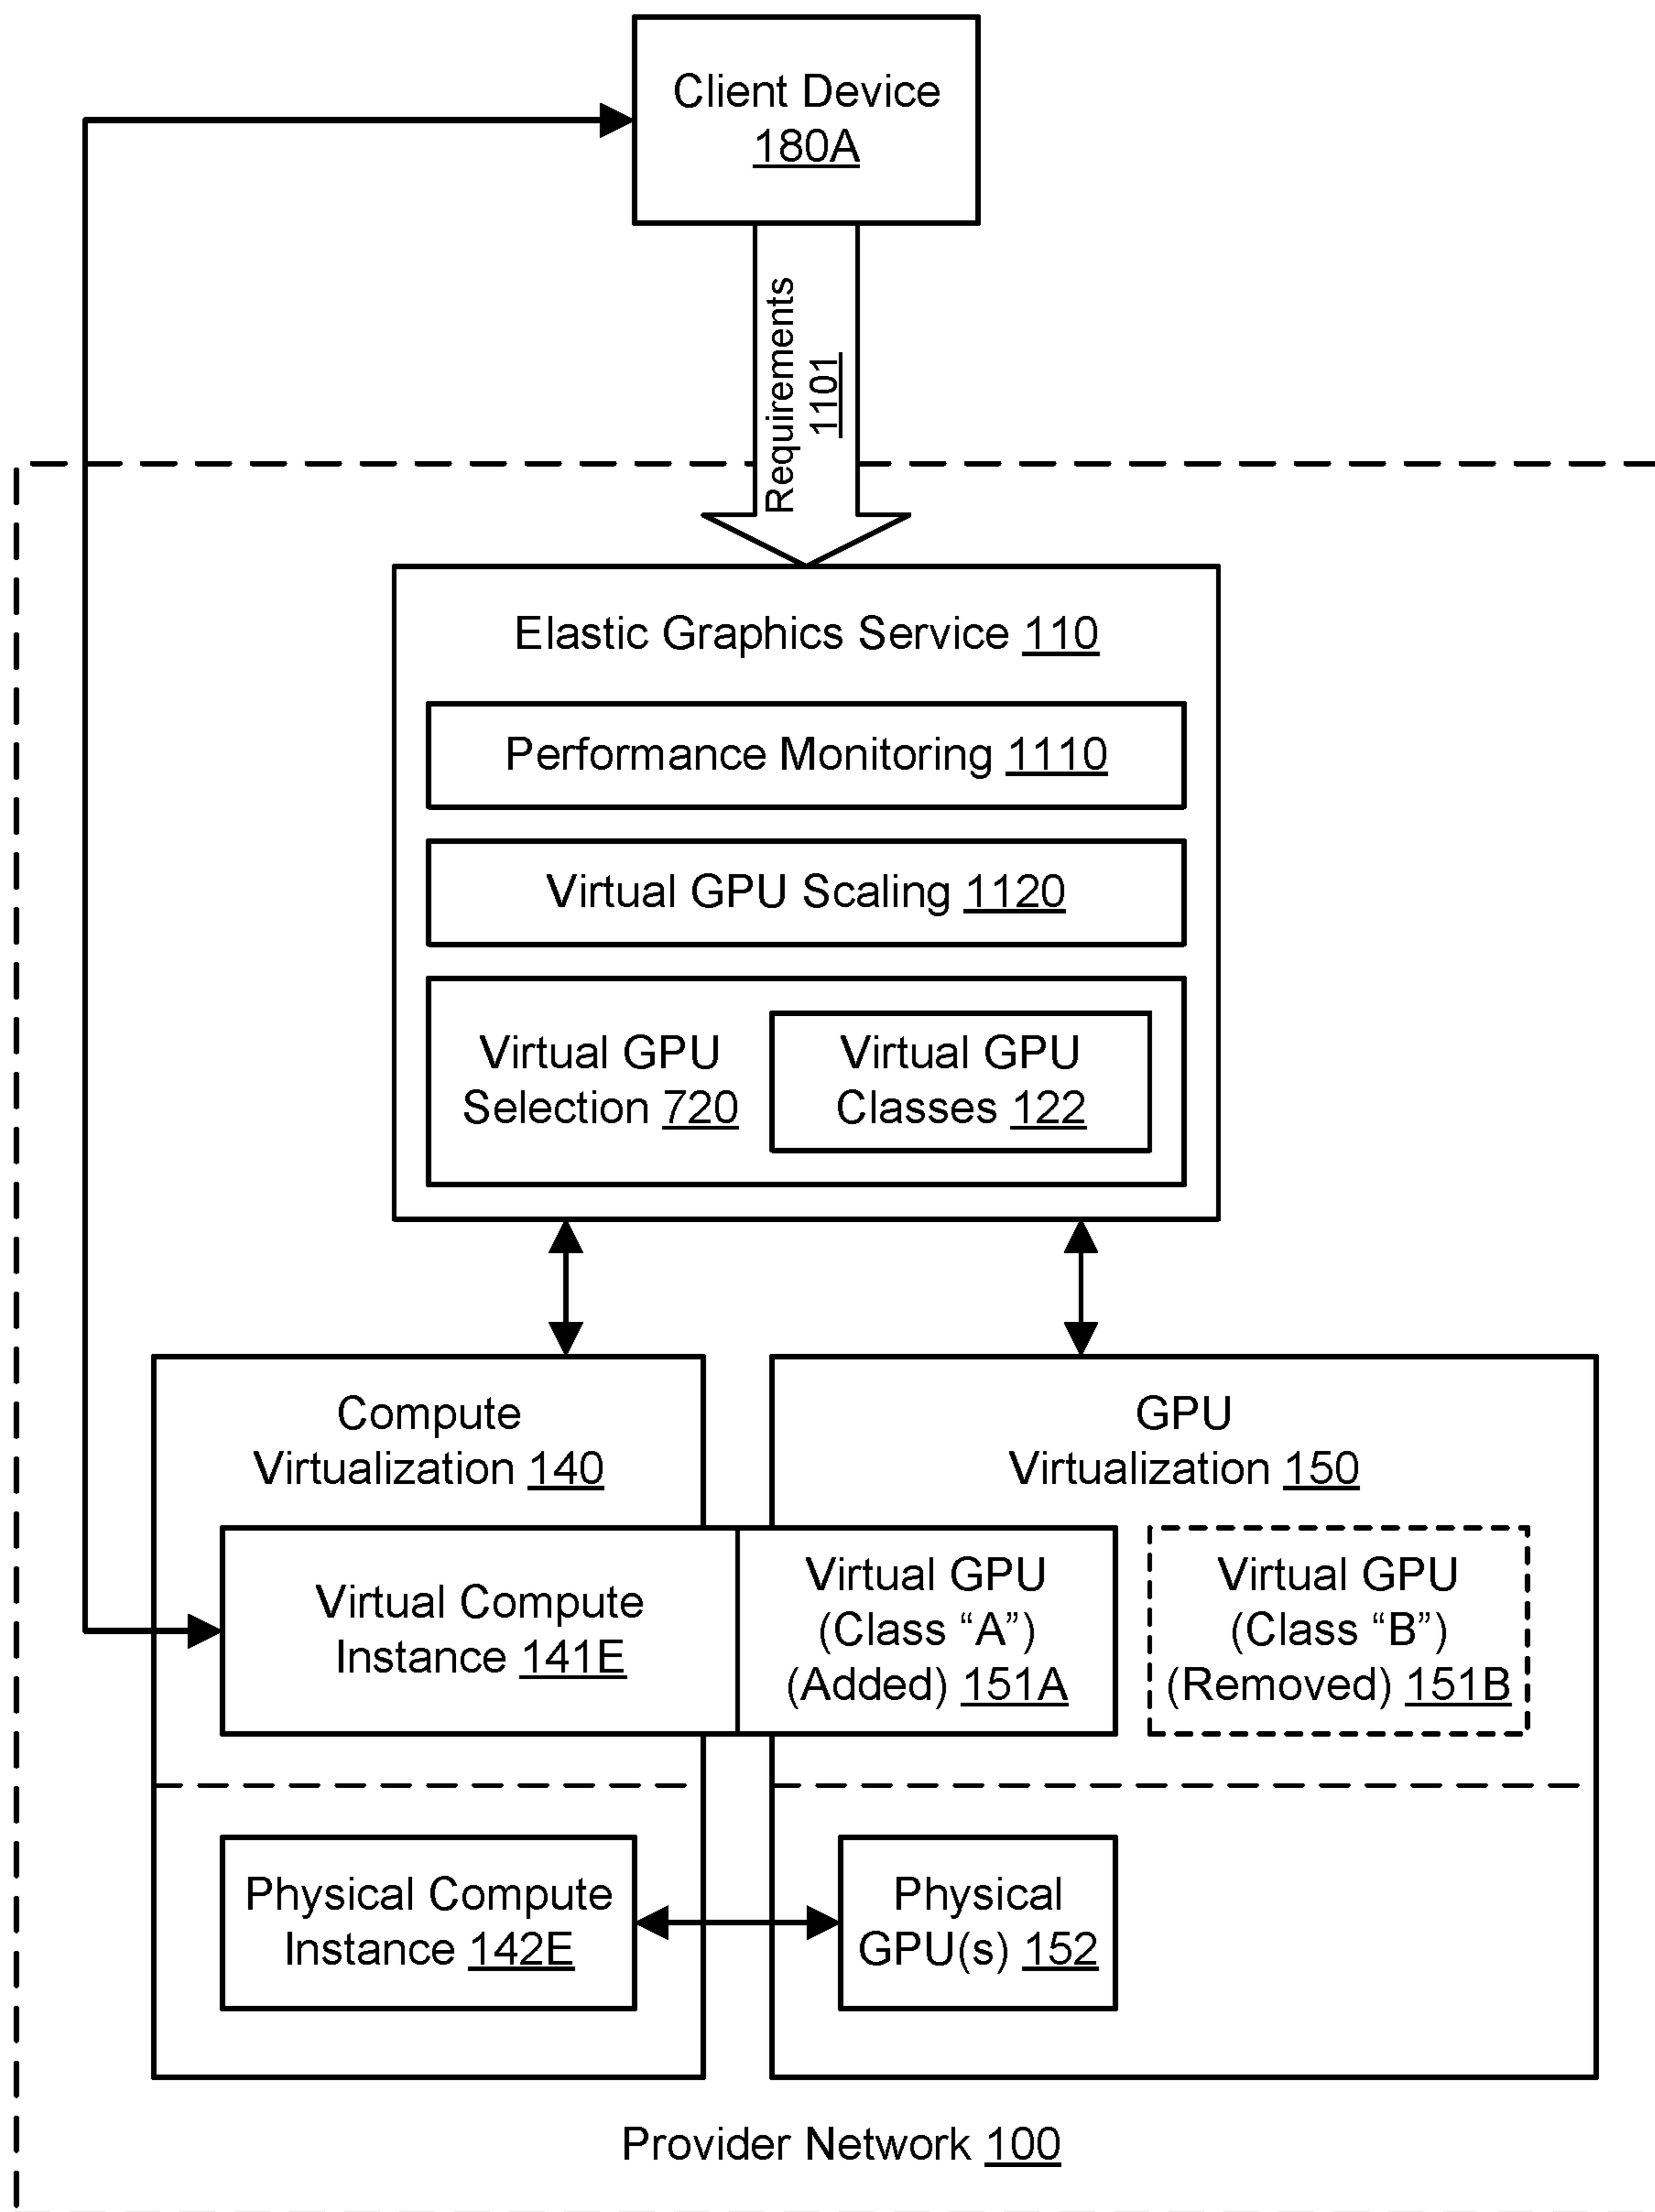 Client Device
180A
Requirements
1101
Elastic Graphics Service 110
Performance Monitoring 1110
Virtual GPU Scaling 1120
Virtual GPU
Selection 720
Virtual GPU
Classes 122
Compute
Virtualization 140
GPU
Virtualization 150
Virtual Compute
Instance 141E
Virtual GPU
(Class “A”)
(Added) 151A
Virtual GPU
(Class “B”)
(Removed) 151B
Physical Compute
Instance 142E
Physical
GPU(s) 152
Provider Network 100